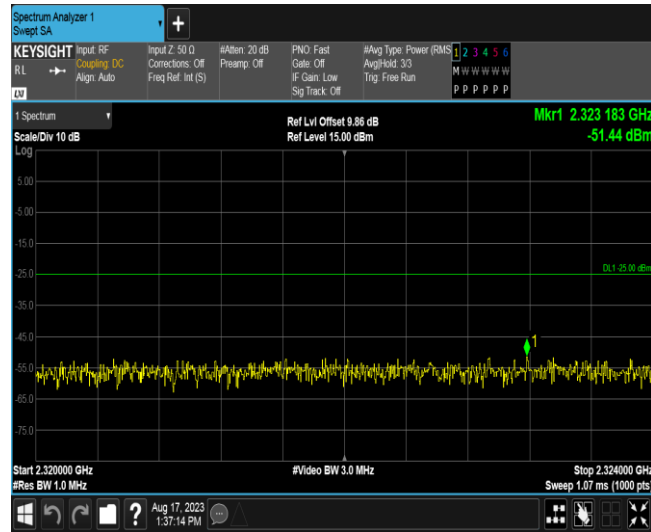 Spectrum Analyzer 1
Swept SA
+
KEYSIGHT Input: RF Input Z: 50 Ω #Atten: 20 dB PNO: Fast #Avg Type: Power (RMS 1 2 3 4 5 6
RL Coupling: DC Corrections: Off Preamp: Off Gate: Off Avg|Hold: 3/3 M W W W W W
Align: Auto Freq Ref: Int (S) IF Gain: Low Trig: Free Run
LXI Sig Track: Off P P P P P P
1 Spectrum Ref Lvl Offset 9.86 dB Mkr1 2.323 183 GHz
Scale/Div 10 dB Ref Level 15.00 dBm -51.44 dBm
Log
5.00
-5.00
-15.0
-25.0 DL1 -25.00 dBm
-35.0
-45.0
1
-55.0
-65.0
-75.0
Start 2.320000 GHz #Video BW 3.0 MHz Stop 2.324000 GHz
#Res BW 1.0 MHz Sweep 1.07 ms (1000 pts)
? Aug 17, 2023
1:37:14 PM